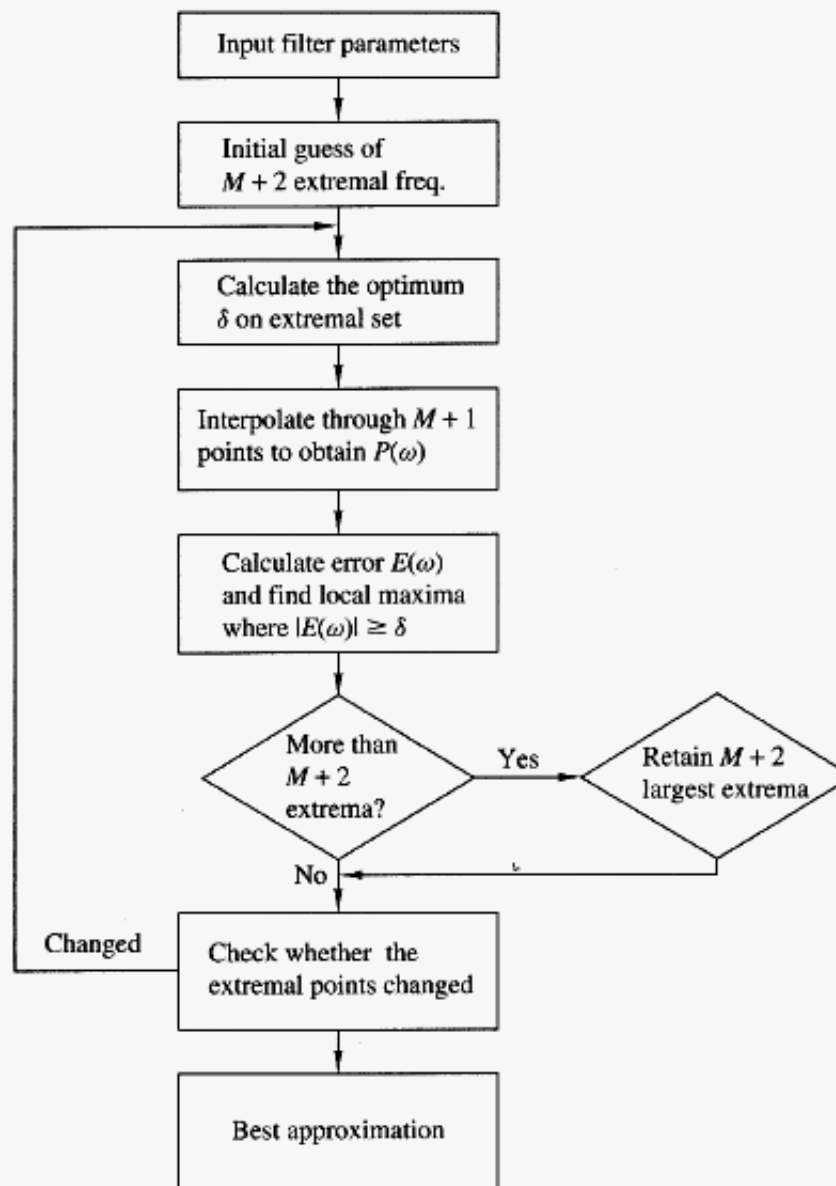 Input filter parameters
Initial guess of
M + 2 extremal freq.
Calculate the optimum
δ on extremal set
Interpolate through M + 1
points to obtain P(ω)
Calculate error E(ω)
and find local maxima
where |E(ω)| ≥ δ
More than
M + 2
extrema?
Yes
Retain M + 2
largest extrema
No
Changed
Check whether the
extremal points changed
Best approximation